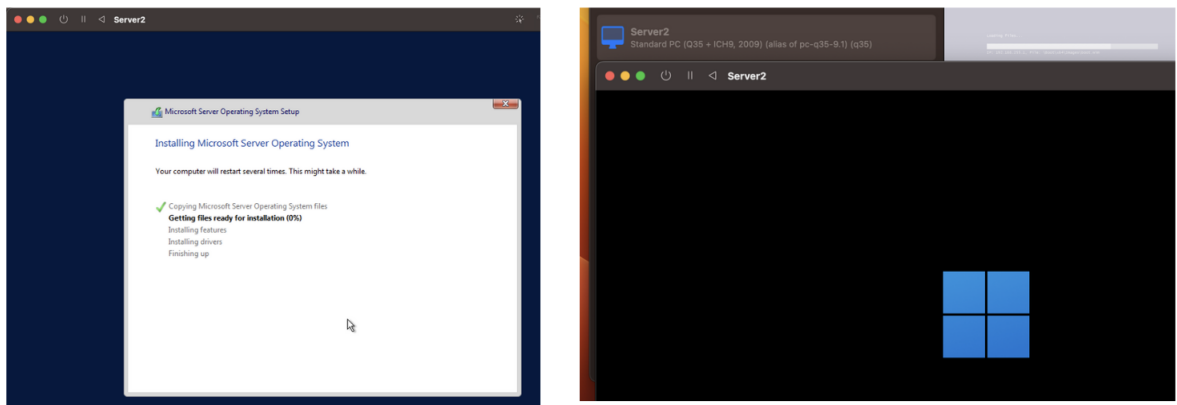 Server2
Microsoft Server Operating System Setup
Installing Microsoft Server Operating System
Your computer will restart several times. This might take a while.
Copying Microsoft Server Operating System files
Getting files ready for installation (0%)
Installing features
Installing drivers
Finishing up
Server2
Standard PC (Q35 + ICH9, 2009) (alias of pc-q35-9.1) (q35)
Server2